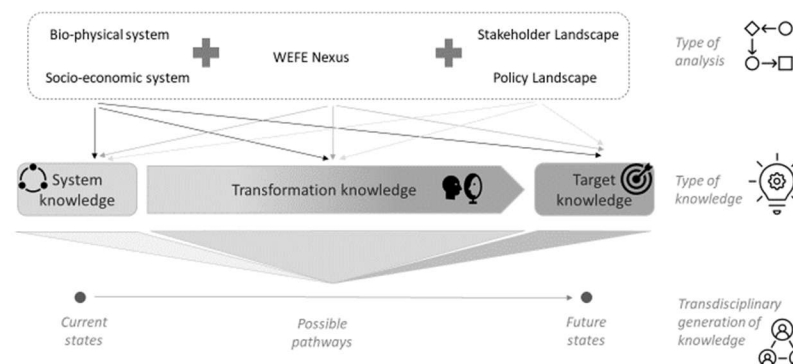 Bio-physical system
Socio-economic system
WEFE Nexus
Stakeholder Landscape
Policy Landscape
Type of
analysis
System
knowledge
Transformation knowledge
Target
knowledge
Type of
knowledge
Current
states
Possible
pathways
Future
states
Transdisciplinary
generation of
knowledge